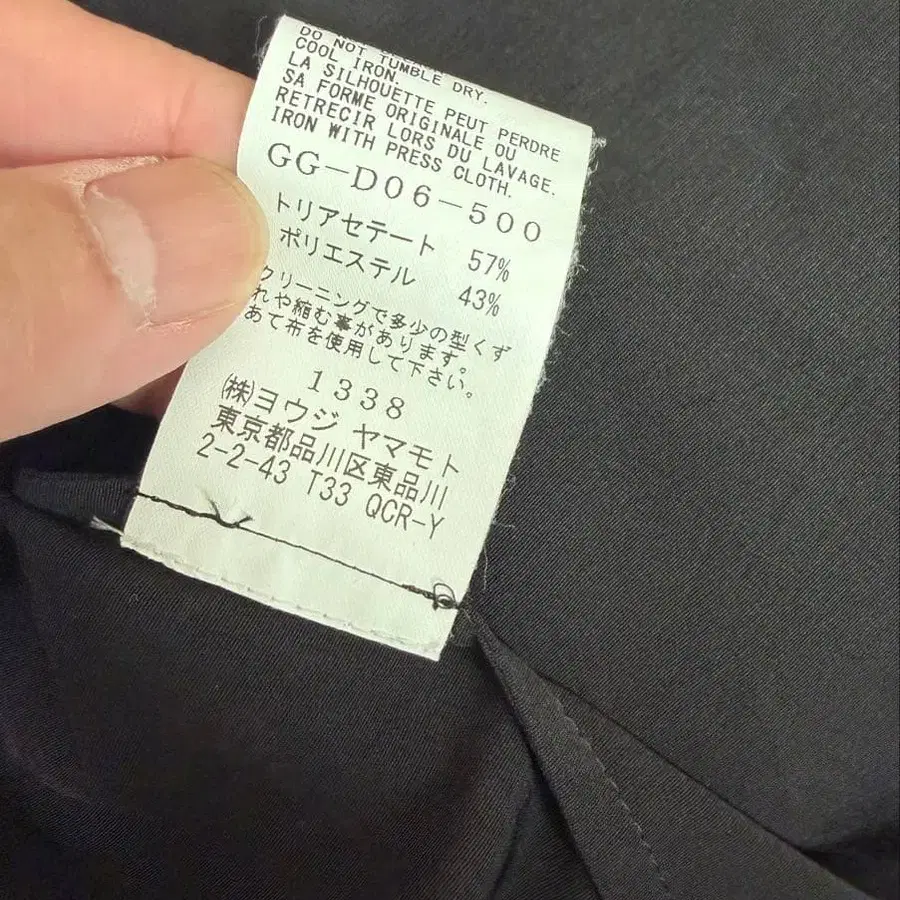 DO NOT TUMBLE DRY.
COOL IRON.
LA SILHOUETTE PEUT PERDRE
SA FORME ORIGINALE OU
RETRECIR LORS DU LAVAGE.
IRON WITH PRESS CLOTH.
GG-D06-500
トリアセテート 57%
ポリエステル 43%
クリーニングで多少の型くず
れや縮む事があります。
あて布を使用して下さい。
1338
(株)ヨウジ ヤマモト
東京都品川区東品川
2-2-43 T33 QCR-Y